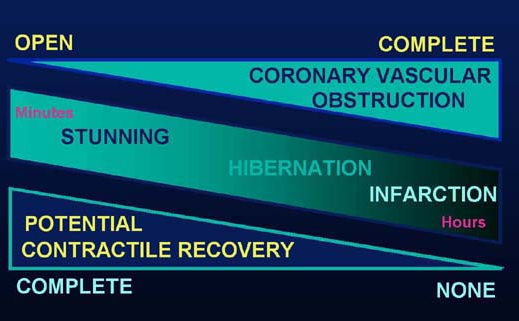 OPEN COMPLETE
CORONARY VASCULAR
OBSTRUCTION
Minutes
STUNNING
HIBERNATION
INFARCTION
Hours
POTENTIAL
CONTRACTILE RECOVERY
COMPLETE NONE